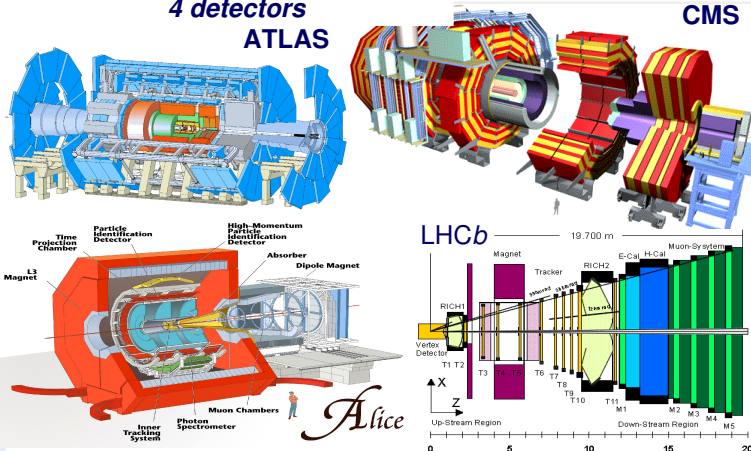 4 detectors
ATLAS
CMS
Particle
Identification
Detector
High-Momentum
Particle
Identification
Detector
Time
Projection
Chamber
Absorber
Dipole Magnet
L3
Magnet
Muon Chambers
Photon
Spectrometer
Inner
Tracking
System
Alice
LHCb
19.700 m
Muon-Sysytem
E-Cal
H-Cal
Magnet
Tracker
RICH2
RICH1
Vertex
Detector
T1
T2
T3
T4
T5
T6
T7
T8
T9
T10
T11
M1
M2
M3
M4
M5
X
Z
Up-Stream Region
Down-Stream Region
0
5
10
15
20